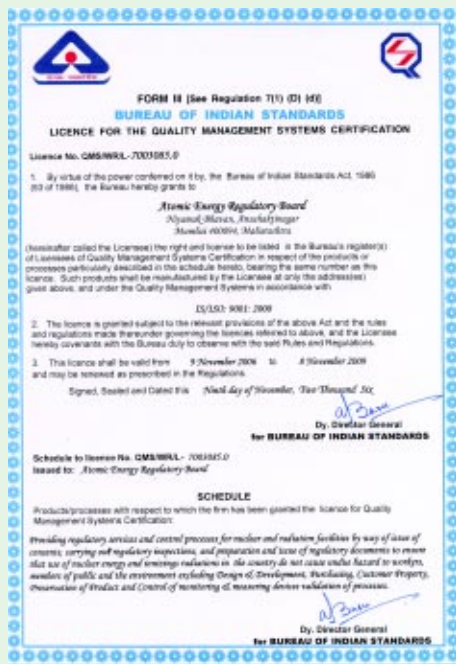 FORM III [See Regulation 7(1) (D) (d)]
BUREAU OF INDIAN STANDARDS
LICENCE FOR THE QUALITY MANAGEMENT SYSTEMS CERTIFICATION
Licence No. QMS/WR/L- 7003085.0
1. By virtue of the power conferred on it by, the Bureau of Indian Standards Act, 1986
(63 of 1986), the Bureau hereby grants to
Atomic Energy Regulatory Board
Niyamak Bhavan, Anushaktinagar
Mumbai 400094, Maharashtra
(hereinafter called the Licensee) the right and license to be listed in the Bureau's register(s)
of Licensees of Quality Management Systems Certification in respect of the products or
processes particularly described in the schedule hereto, bearing the same number as this
licence. Such products shall be manufactured by the Licensee at only the address(es)
given above, and under the Quality Management Systems in accordance with
IS/ISO: 9001: 2000
2. The licence is granted subject to the relevant provisions of the above Act and the rules
and regulations made thereunder governing the licences referred to above, and the Licensee
hereby covenants with the Bureau duly to observe with the said Rules and Regulations.
3. This licence shall be valid from 9 November 2006 to 8 November 2009
and may be renewed as prescribed in the Regulations.
Signed, Sealed and Dated this Ninth day of November, Two Thousand Six
Dy. Director General
for BUREAU OF INDIAN STANDARDS
Schedule to licence No. QMS/WR/L- 7003085.0
Issued to: Atomic Energy Regulatory Board
SCHEDULE
Products/processes with respect to which the firm has been granted the licence for Quality
Management Systems Certification:
Providing regulatory services and control processes for nuclear and radiation facilities by way of issue of
consents, carrying out regulatory inspections, and preparation and issue of regulatory documents to ensure
that use of nuclear energy and ionising radiations in the country do not cause undue hazard to workers,
members of public and the environment excluding Design & Development, Purchasing, Customer Property,
Preservation of Product and Control of monitoring & measuring devices validation of processes.
Dy. Director General
for BUREAU OF INDIAN STANDARDS